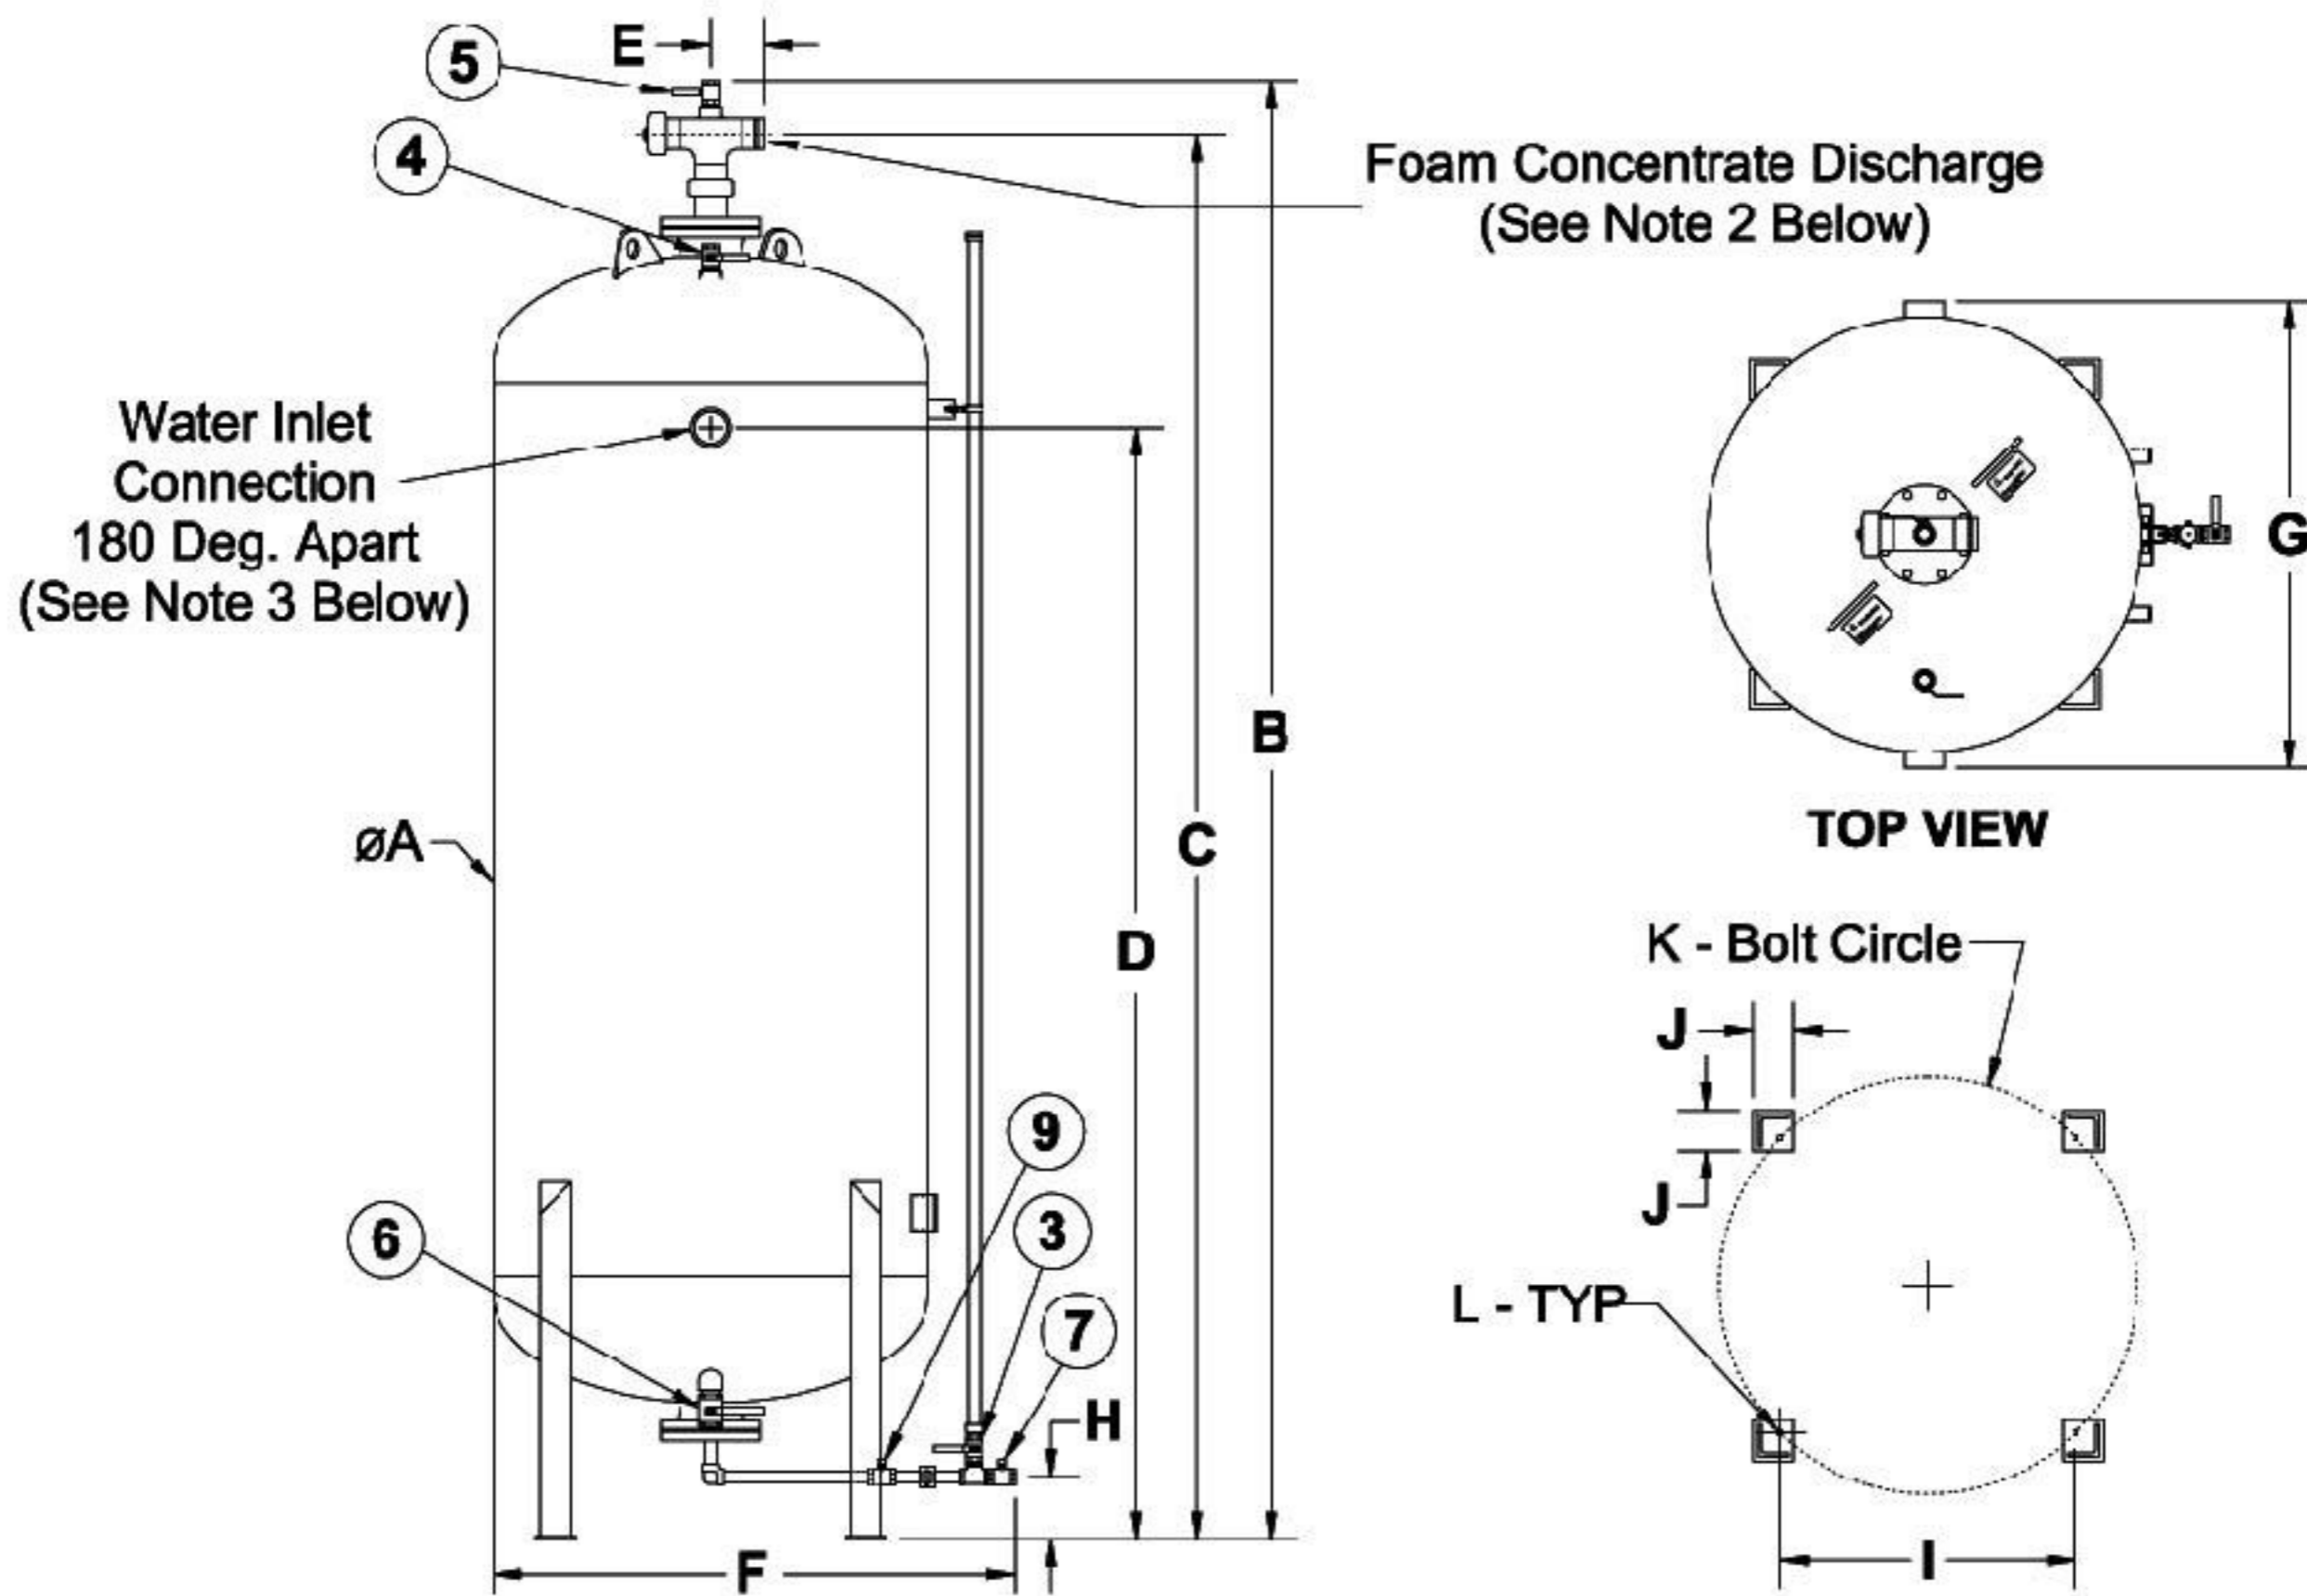 E
5
4
Foam Concentrate Discharge
(See Note 2 Below)
Water Inlet
Connection
180 Deg. Apart
(See Note 3 Below)
G
B
øA
C
TOP VIEW
D
K - Bolt Circle
J
J
9
3
6
7
L - TYP
H
F
I